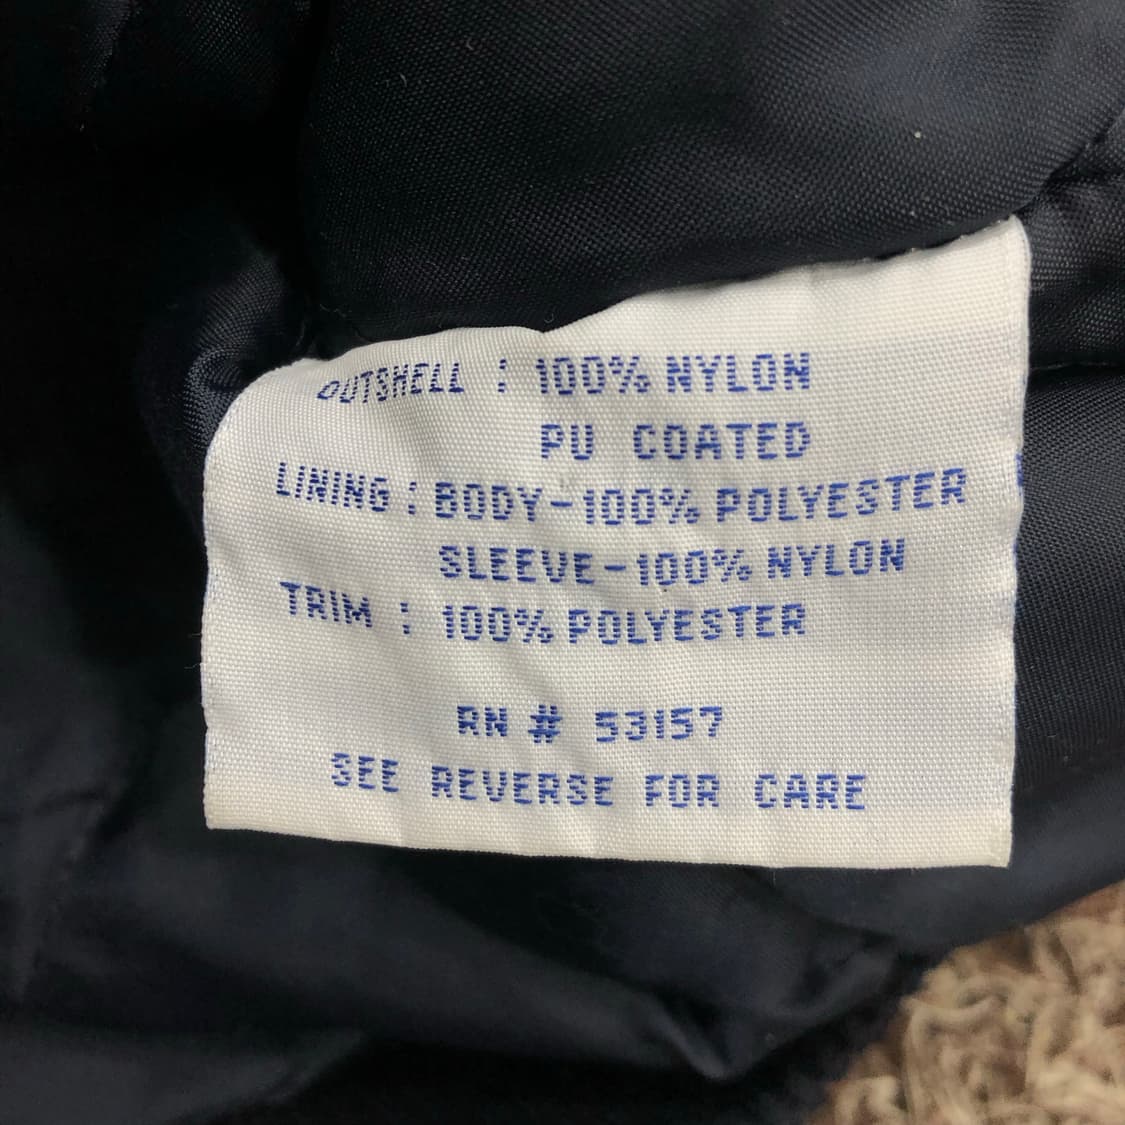 OUTSHELL : 100% NYLON
PU COATED
LINING : BODY-100% POLYESTER
SLEEVE-100% NYLON
TRIM : 100% POLYESTER
RN # 53157
SEE REVERSE FOR CARE